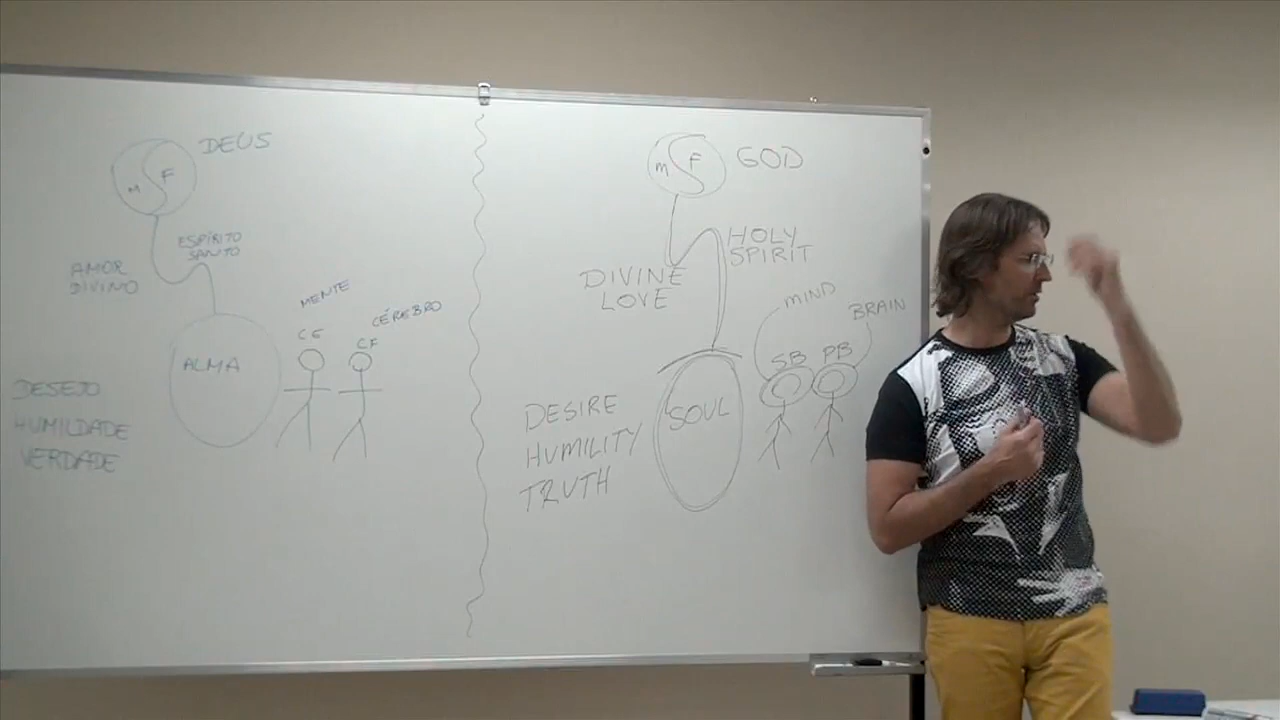 DEUS
M F
ESPÍRITO
SANTO
AMOR
DIVINO
MENTE
CÉREBRO
CE
CF
ALMA
DESEJO
HUMILDADE
VERDADE
GOD
M F
HOLY
SPIRIT
DIVINE
LOVE
MIND
BRAIN
SB
PB
SOUL
DESIRE
HUMILITY
TRUTH